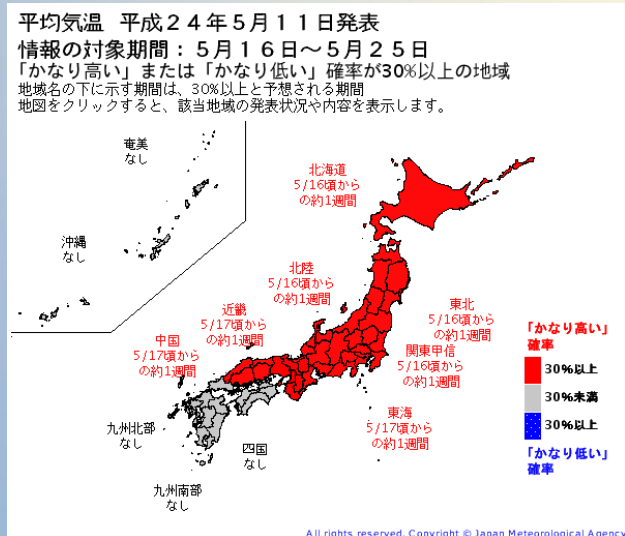 平均気温 平成24年5月11日発表
情報の対象期間：5月16日～5月25日
「かなり高い」または「かなり低い」確率が30%以上の地域
地域名の下に示す期間は、30%以上と予想される期間
地図をクリックすると、該当地域の発表状況や内容を表示します。
奄美
なし
沖縄
なし
北海道
5/16頃から
の約1週間
北陸
5/16頃から
の約1週間
近畿
5/17頃から
の約1週間
中国
5/17頃から
の約1週間
東北
5/16頃から
の約1週間
関東甲信
5/16頃から
の約1週間
東海
5/17頃から
の約1週間
四国
なし
九州北部
なし
九州南部
なし
「かなり高い」
確率
30%以上
30%未満
30%以上
「かなり低い」
確率
All rights reserved. Copyright © Japan Meteorological Agency